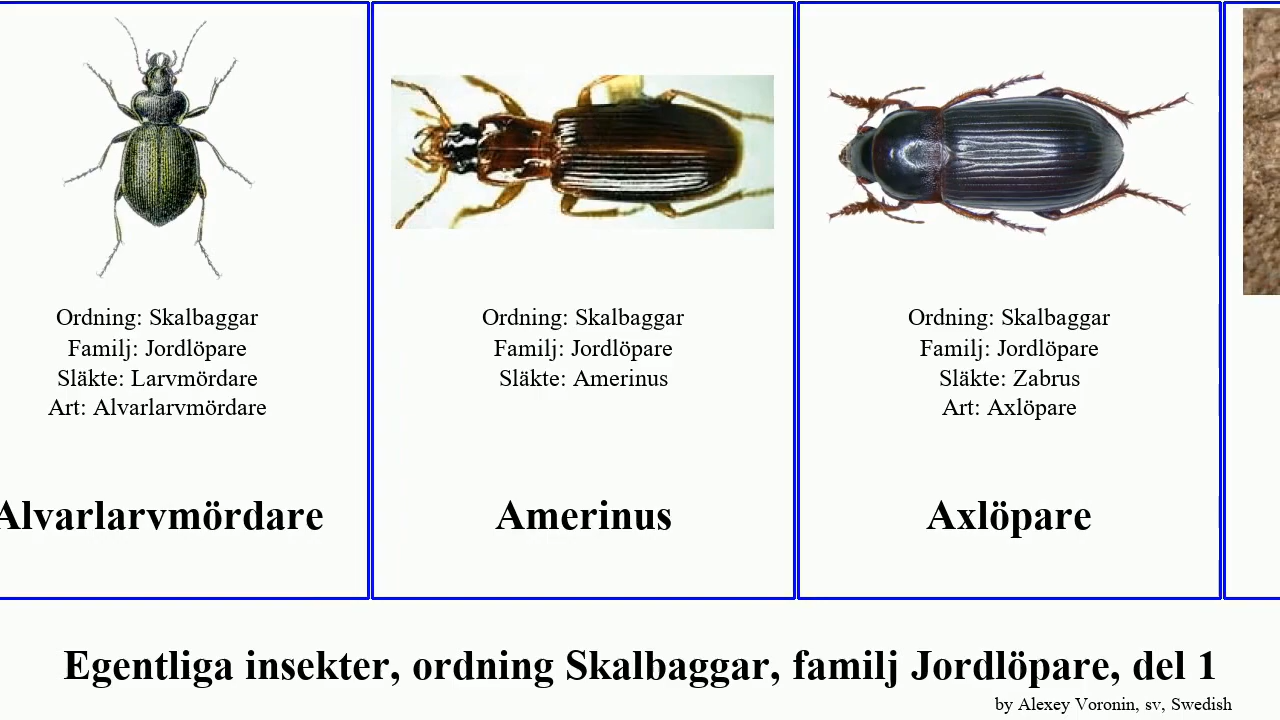 Ordning: Skalbaggar
Familj: Jordlöpare
Släkte: Larvmördare
Art: Alvarlarvmördare
Alvarlarvmördare
Ordning: Skalbaggar
Familj: Jordlöpare
Släkte: Amerinus
Amerinus
Ordning: Skalbaggar
Familj: Jordlöpare
Släkte: Zabrus
Art: Axlöpare
Axlöpare
Egentliga insekter, ordning Skalbaggar, familj Jordlöpare, del 1
by Alexey Voronin, sv, Swedish